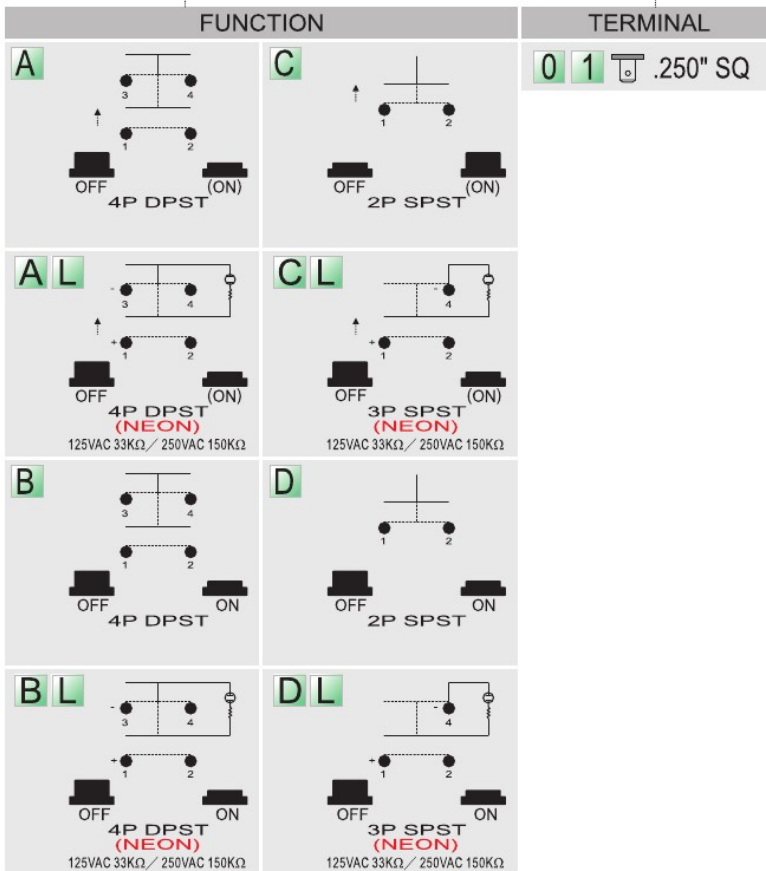 FUNCTION
TERMINAL
A
3 4
1 2
OFF (ON)
4P DPST
C
1 2
OFF (ON)
2P SPST
0 1 .250" SQ
A L
- 3 4
+ 1 2
OFF (ON)
4P DPST
(NEON)
125VAC 33KΩ／ 250VAC 150KΩ
C L
- 4
+ 1 2
OFF (ON)
3P SPST
(NEON)
125VAC 33KΩ／ 250VAC 150KΩ
B
3 4
1 2
OFF ON
4P DPST
D
1 2
OFF ON
2P SPST
B L
- 3 4
+ 1 2
OFF ON
4P DPST
(NEON)
125VAC 33KΩ／ 250VAC 150KΩ
D L
- 4
+ 1 2
OFF ON
3P SPST
(NEON)
125VAC 33KΩ／ 250VAC 150KΩ